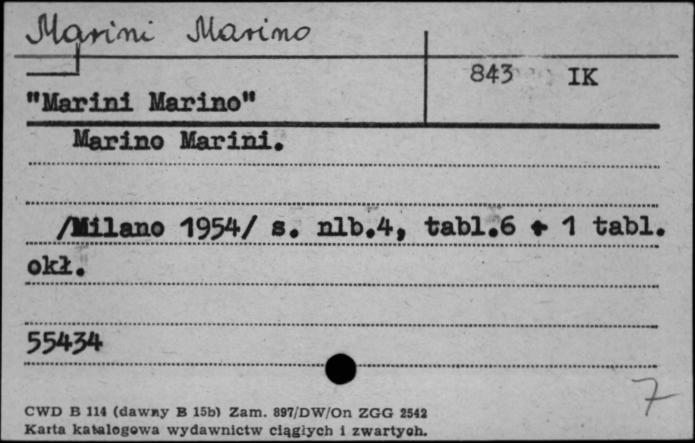 Marini Marino
843 IK
"Marini Marino"
Marino Marini.
/Milano 1954/ s. nlb.4, tabl.6 + 1 tabl.
okł.
55434
7
CWD B 114 (dawny B 15b) Zam. 897/DW/On ZGG 2542
Karta katalogowa wydawnictw ciągłych i zwartych.